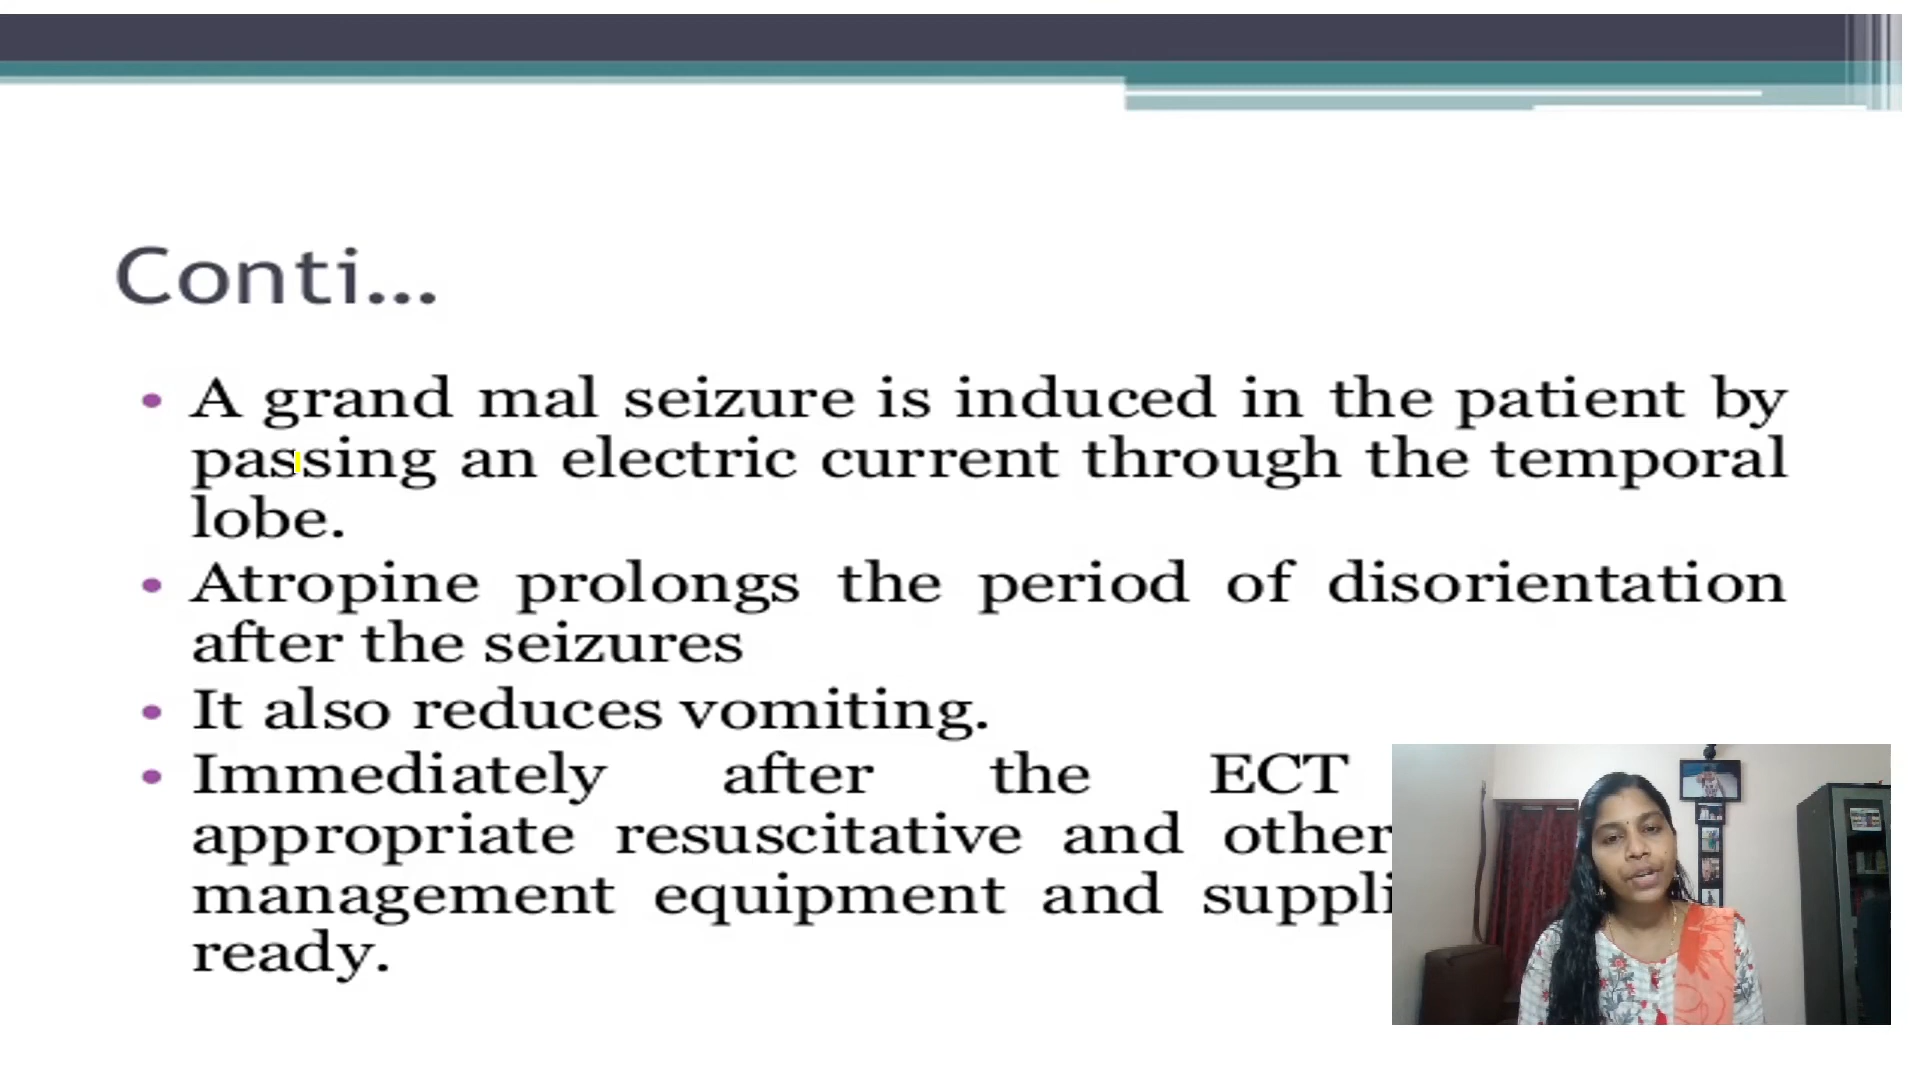 Conti...
• A grand mal seizure is induced in the patient by
passing an electric current through the temporal
lobe.
• Atropine prolongs the period of disorientation
after the seizures
• It also reduces vomiting.
• Immediately after the ECT
appropriate resuscitative and other
management equipment and
ready.